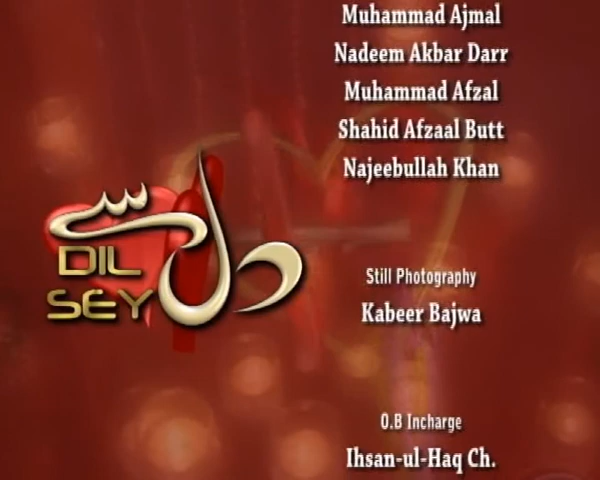 Muhammad Ajmal
Nadeem Akbar Darr
Muhammad Afzal
Shahid Afzaal Butt
Najeebullah Khan
دل سے
DIL
SEY
Still Photography
Kabeer Bajwa
O.B Incharge
Ihsan-ul-Haq Ch.